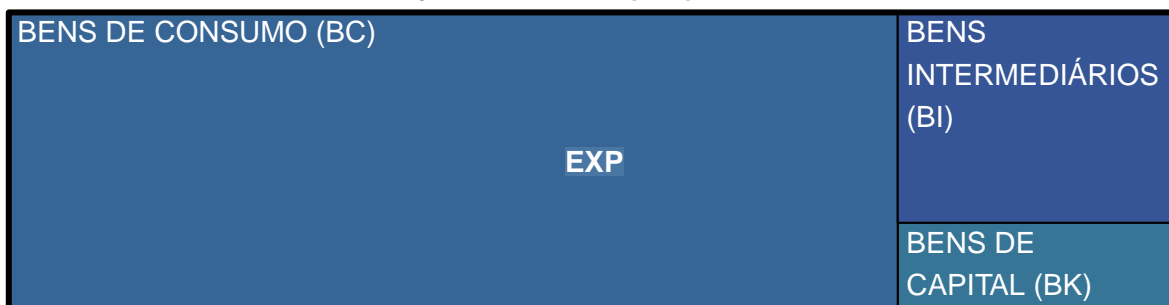 BENS DE CONSUMO (BC)
EXP
BENS
INTERMEDIÁRIOS
(BI)
BENS DE
CAPITAL (BK)